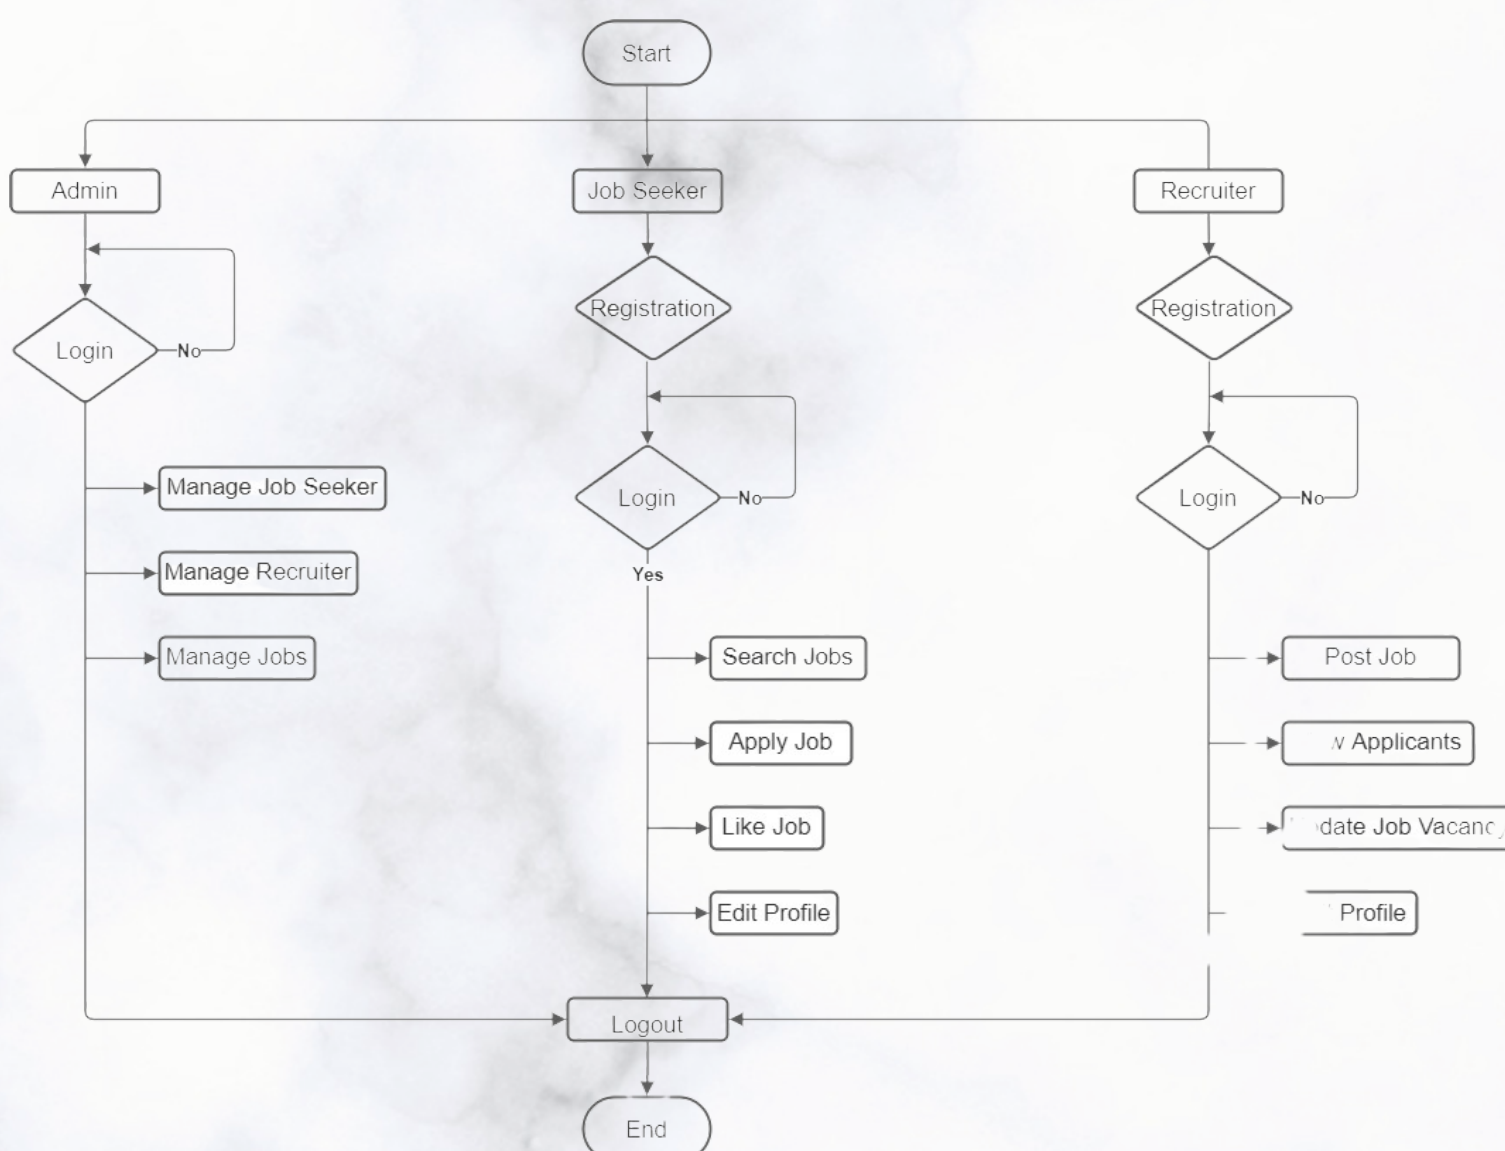 Start
Admin
Job Seeker
Recruiter
Registration
Registration
Login
No
Login
No
Login
No
Yes
Manage Job Seeker
Manage Recruiter
Manage Jobs
Search Jobs
Apply Job
Like Job
Edit Profile
Post Job
Applicants
Job
Profile
Logout
End